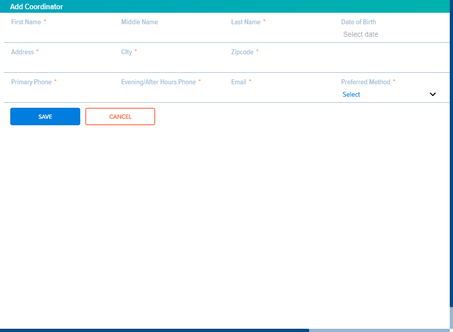 Add Coordinator
First Name * Middle Name Last Name * Date of Birth
Select date
Address * City * Zipcode *
Primary Phone * Evening/After Hours Phone * Email * Preferred Method *
Select
SAVE CANCEL